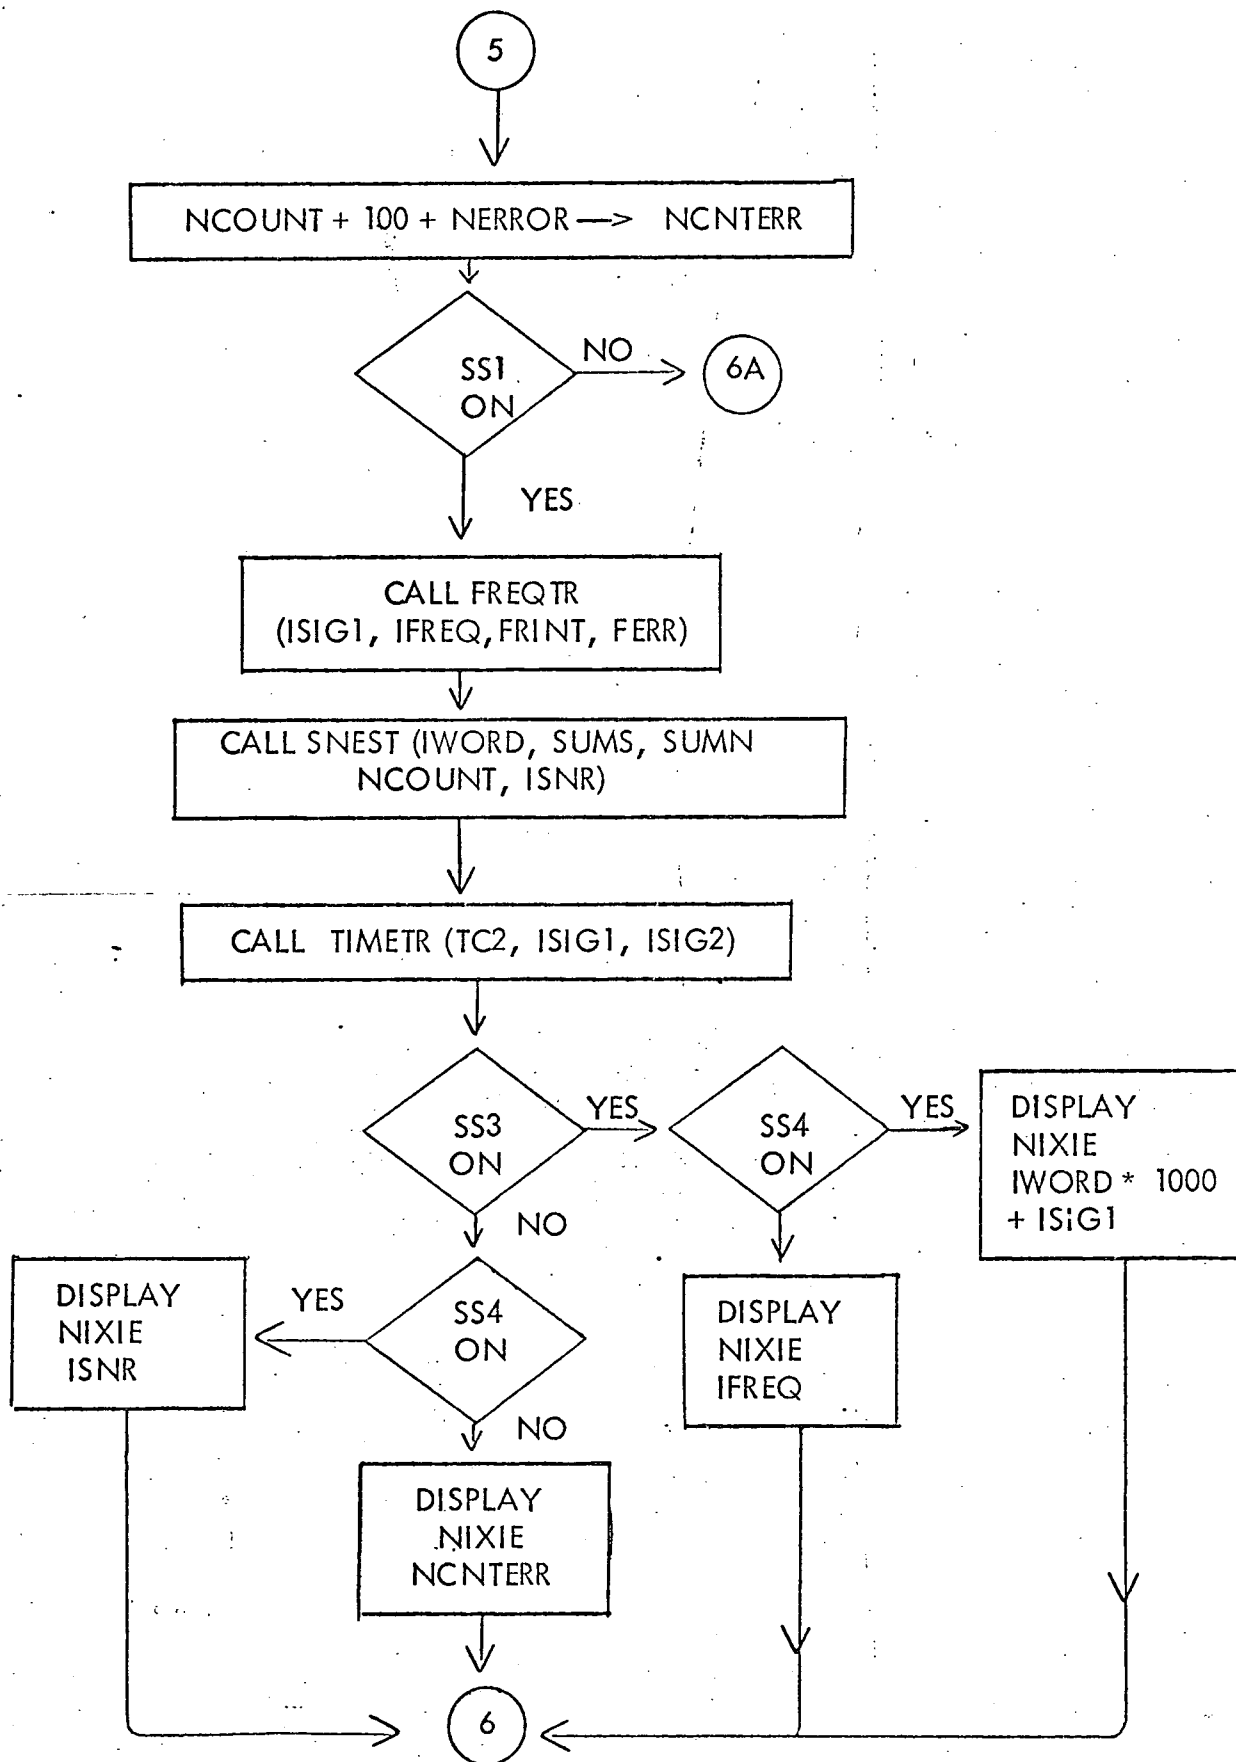 5
NCOUNT + 100 + NERROR —> NCNTERR
SS1
ON
NO
6A
YES
CALL FREQTR
(ISIG1, IFREQ, FRINT, FERR)
CALL SNEST (IWORD, SUMS, SUMN
NCOUNT, ISNR)
CALL TIMETR (TC2, ISIG1, ISIG2)
SS3
ON
YES
SS4
ON
YES
DISPLAY
NIXIE
IWORD * 1000
+ ISIG1
NO
DISPLAY
NIXIE
ISNR
YES
SS4
ON
DISPLAY
NIXIE
IFREQ
NO
DISPLAY
NIXIE
NCNTERR
6